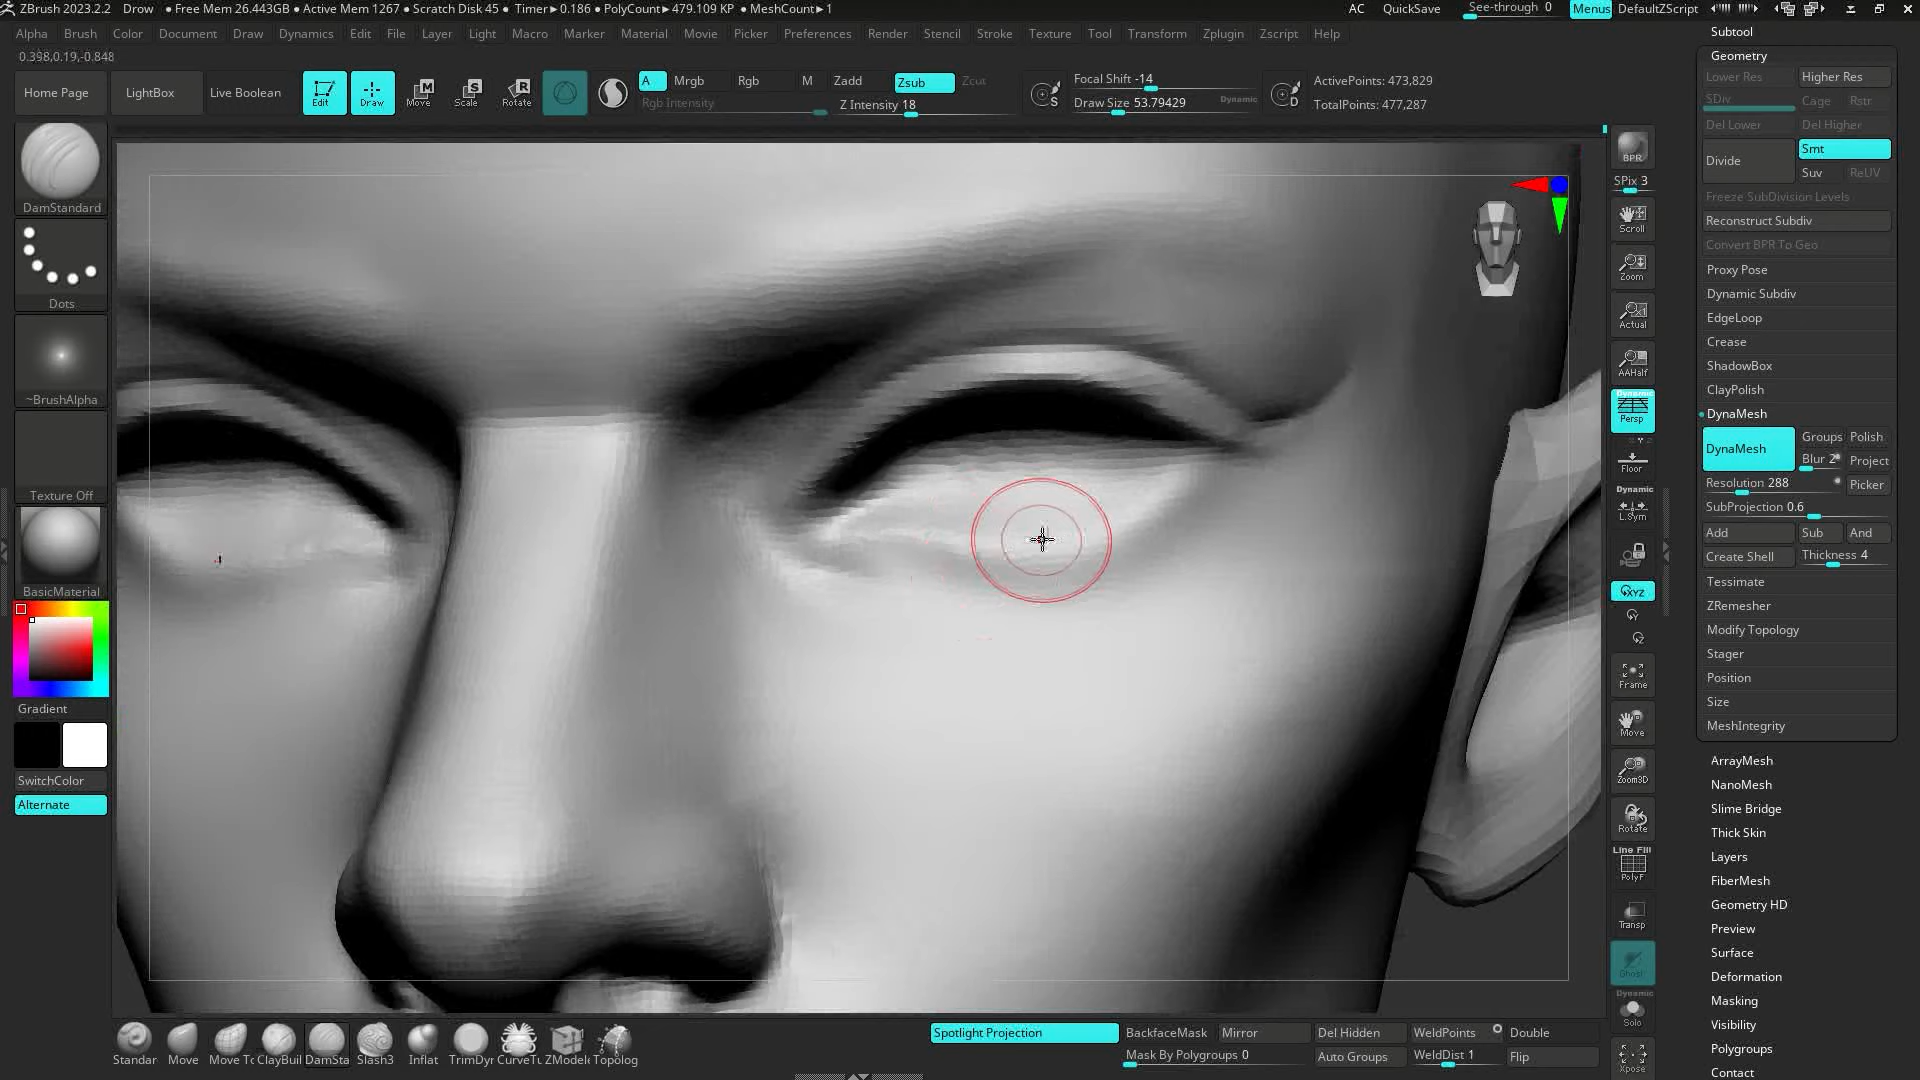 ZBrush 2023.2.2 Drow • Free Mem 26.443GB • Active Mem 1267 • Scratch Disk 45 • Timer▸0.186 • PolyCount▸479.109 KP • MeshCount▸1 AC QuickSave See-through 0 Menus DefaultZScript
Alpha Brush Color Document Draw Dynamics Edit File Layer Light Macro Marker Material Movie Picker Preferences Render Stencil Stroke Texture Tool Transform Zplugin Zscript Help
0.398,0.19,-0.848
Home Page LightBox Live Boolean Edit Draw Move Scale Rotate
A Mrgb Rgb M Zadd Zsub Zcut
Rgb Intensity Z Intensity 18
Focal Shift -14
Draw Size 53.79429 Dynamic
ActivePoints: 473,829
TotalPoints: 477,287
DamStandard
Dots
~BrushAlpha
Texture Off
BasicMaterial
Gradient
SwitchColor
Alternate
BPR
SPix 3
Scroll
Zoom
Actual
AAHalf
Dynamic
Persp
Floor
Dynamic
L.Sym
XYZ
Frame
Move
Zoom3D
Rotate
Line Fill
PolyF
Transp
Ghost
Dynamic
Solo
Xpose
Subtool
Geometry
Lower Res Higher Res
SDiv Cage Rstr
Del Lower Del Higher
Divide Smt
Suv ReUV
Freeze SubDivision Levels
Reconstruct Subdiv
Convert BPR To Geo
Proxy Pose
Dynamic Subdiv
EdgeLoop
Crease
ShadowBox
ClayPolish
DynaMesh
DynaMesh Groups Polish
Blur 2 Project
Resolution 288 Picker
SubProjection 0.6
Add Sub And
Create Shell Thickness 4
Tessimate
ZRemesher
Modify Topology
Stager
Position
Size
MeshIntegrity
ArrayMesh
NanoMesh
Slime Bridge
Thick Skin
Layers
FiberMesh
Geometry HD
Preview
Surface
Deformation
Masking
Visibility
Polygroups
Contact
Standar Move Move To ClayBuil DamSta Slash3 Inflat TrimDyr CurveTu ZModele Topolog
Spotlight Projection BackfaceMask Mirror Del Hidden WeldPoints Double
Mask By Polygroups 0 Auto Groups WeldDist 1 Flip